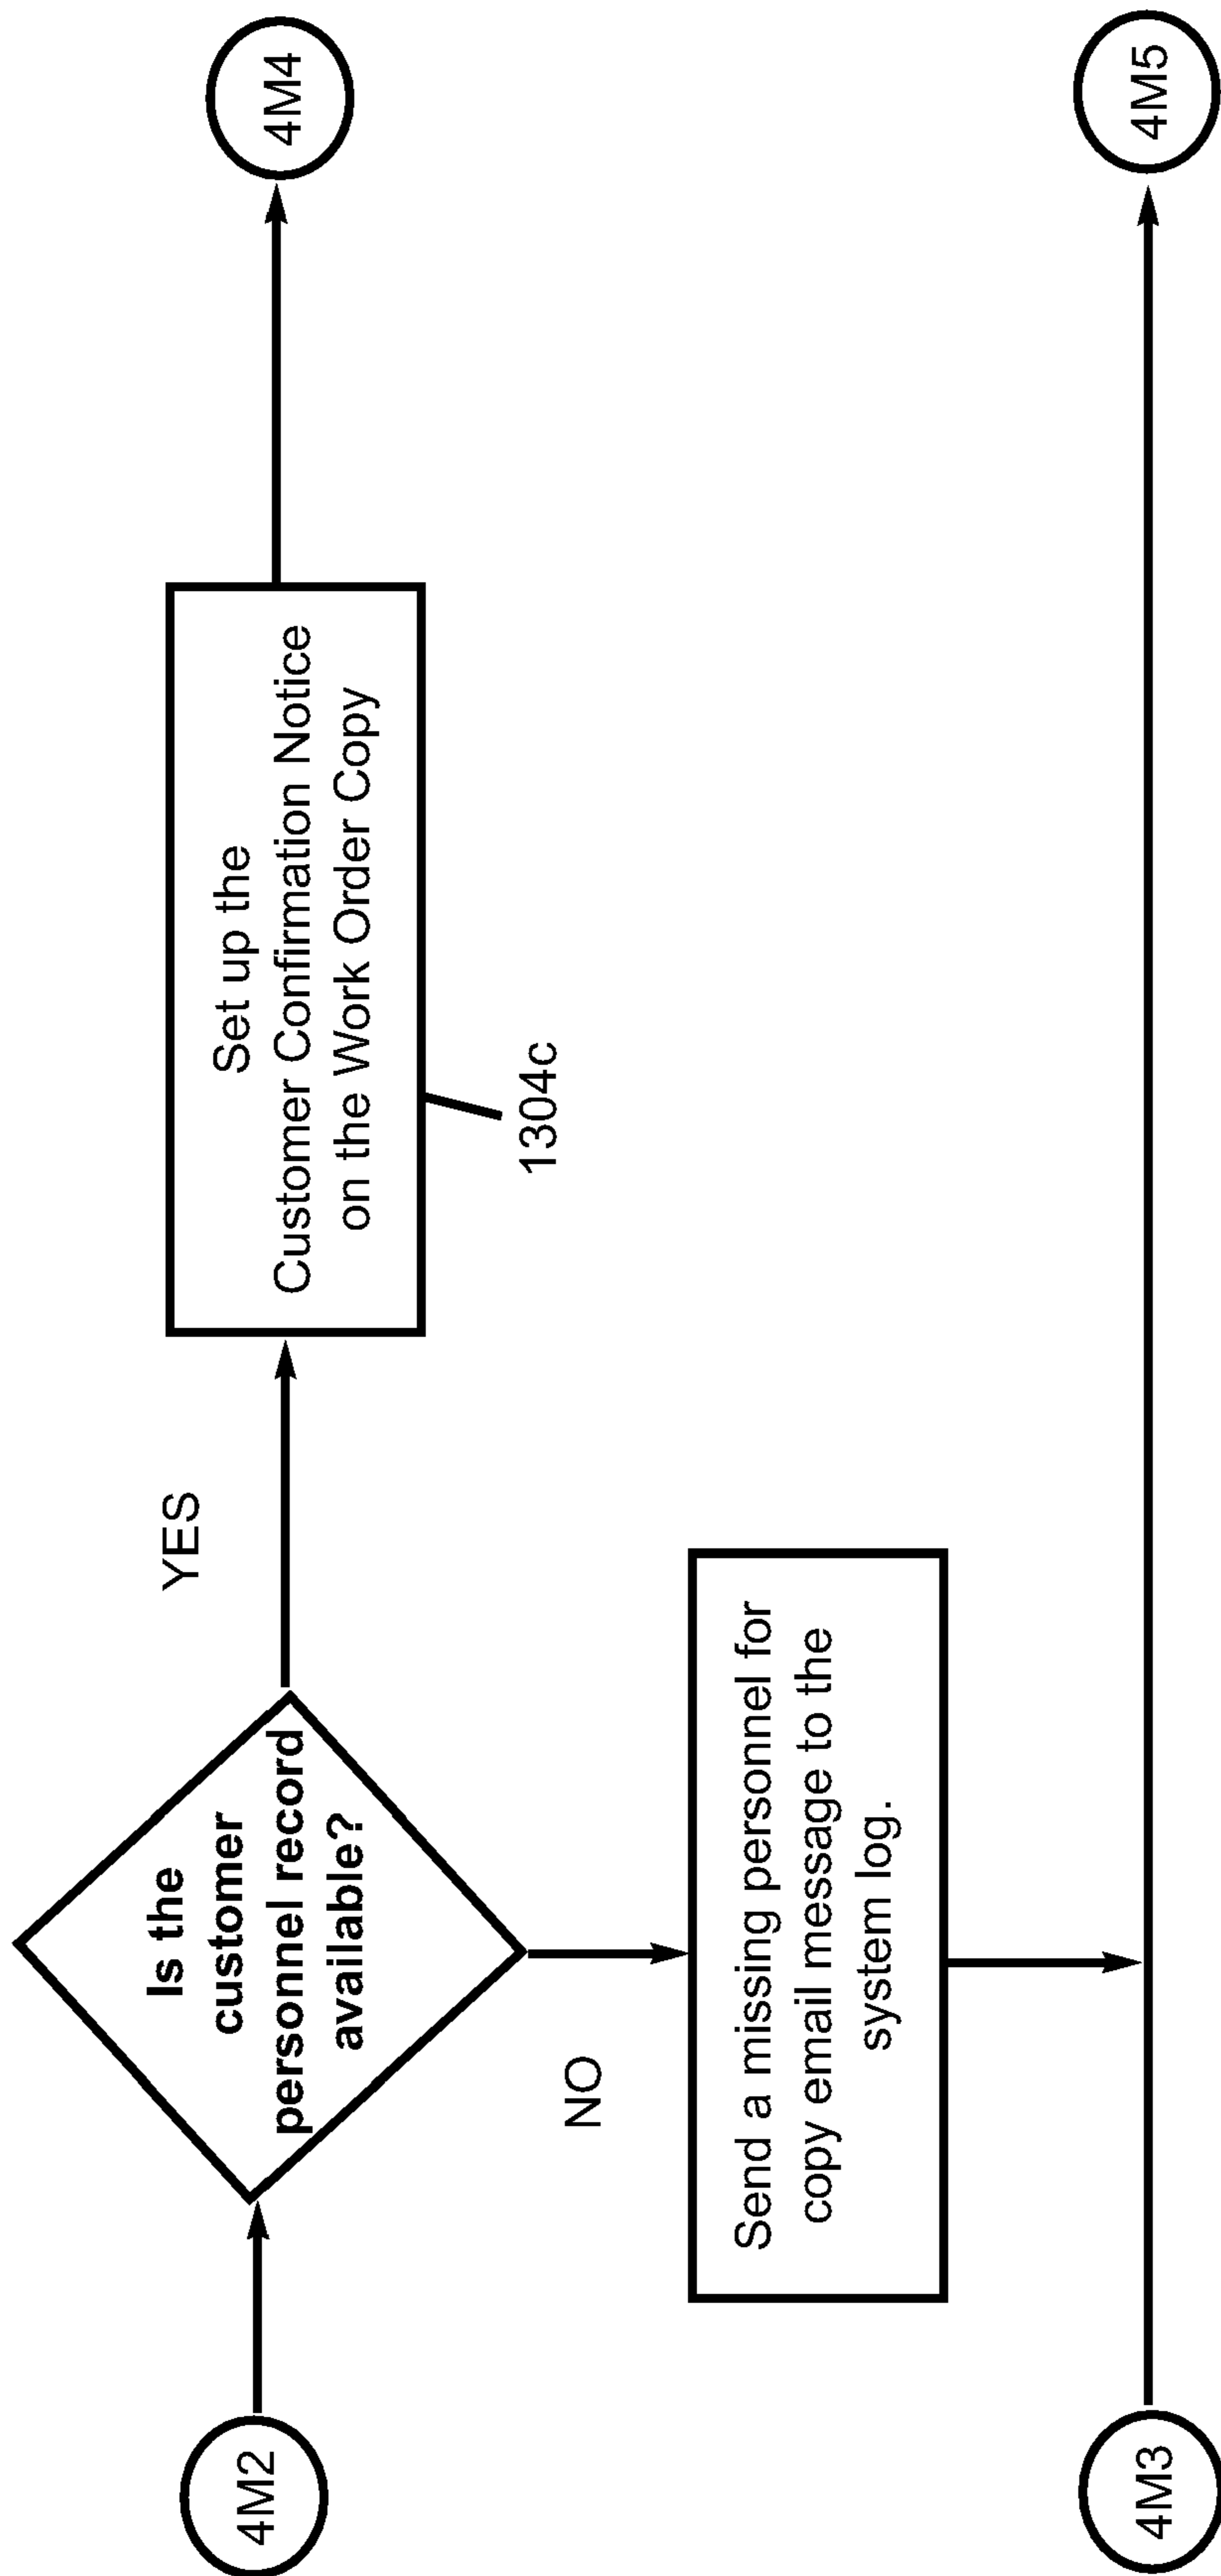 4M2
Is the
customer
personnel record
available?
YES
Set up the
Customer Confirmation Notice
on the Work Order Copy
1304c
4M4
NO
Send a missing personnel for
copy email message to the
system log.
4M3
4M5